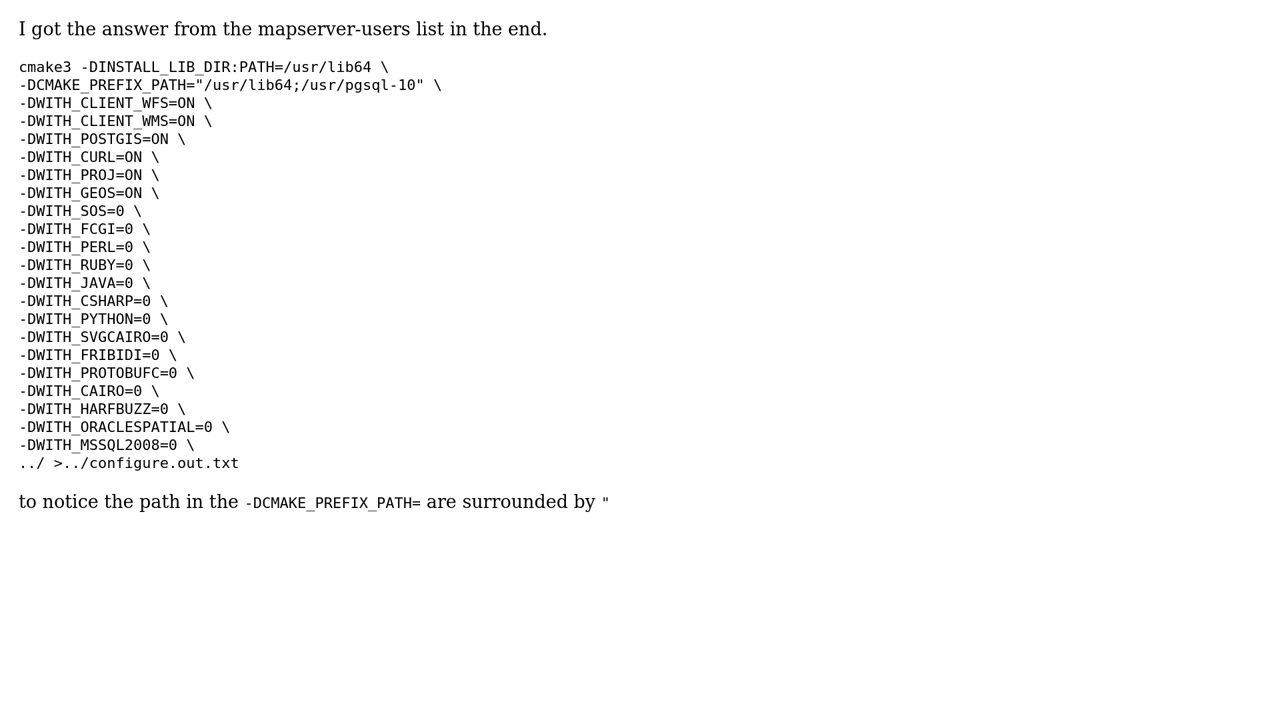 I got the answer from the mapserver-users list in the end.
cmake3 -DINSTALL_LIB_DIR:PATH=/usr/lib64 \
-DCMAKE_PREFIX_PATH="/usr/lib64;/usr/pgsql-10" \
-DWITH_CLIENT_WFS=ON \
-DWITH_CLIENT_WMS=ON \
-DWITH_POSTGIS=ON \
-DWITH_CURL=ON \
-DWITH_PROJ=ON \
-DWITH_GEOS=ON \
-DWITH_SOS=0 \
-DWITH_FCGI=0 \
-DWITH_PERL=0 \
-DWITH_RUBY=0 \
-DWITH_JAVA=0 \
-DWITH_CSHARP=0 \
-DWITH_PYTHON=0 \
-DWITH_SVGCAIRO=0 \
-DWITH_FRIBIDI=0 \
-DWITH_PROTOBUFC=0 \
-DWITH_CAIRO=0 \
-DWITH_HARFBUZZ=0 \
-DWITH_ORACLESPATIAL=0 \
-DWITH_MSSQL2008=0 \
../ >../configure.out.txt
to notice the path in the -DCMAKE_PREFIX_PATH= are surrounded by "